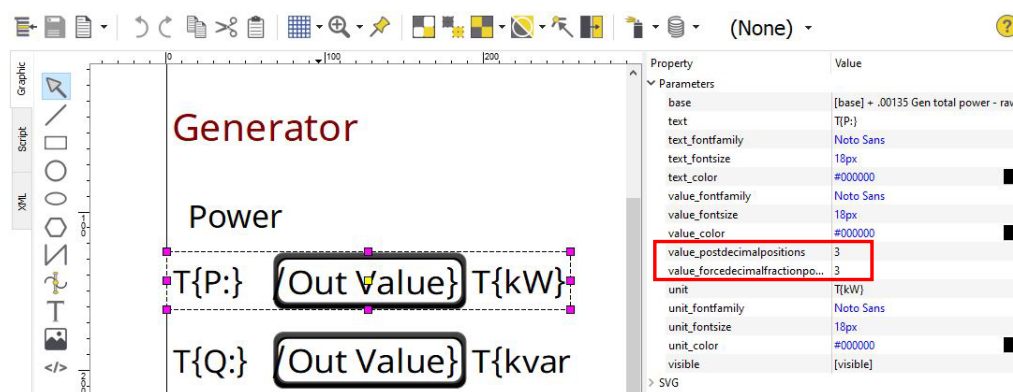 (None)
?
Graphic
Script
XML
0 100 200
100
200
Generator
Power
T{P:} /Out Value} T{kW}
T{Q:} /Out Value} T{kvar
</>
Property Value
Parameters
base [base] + .00135 Gen total power - rav
text T{P:}
text_fontfamily Noto Sans
text_fontsize 18px
text_color #000000
value_fontfamily Noto Sans
value_fontsize 18px
value_color #000000
value_postdecimalpositions 3
value_forcedecimalfractionpo... 3
unit T{kW}
unit_fontfamily Noto Sans
unit_fontsize 18px
unit_color #000000
visible [visible]
SVG